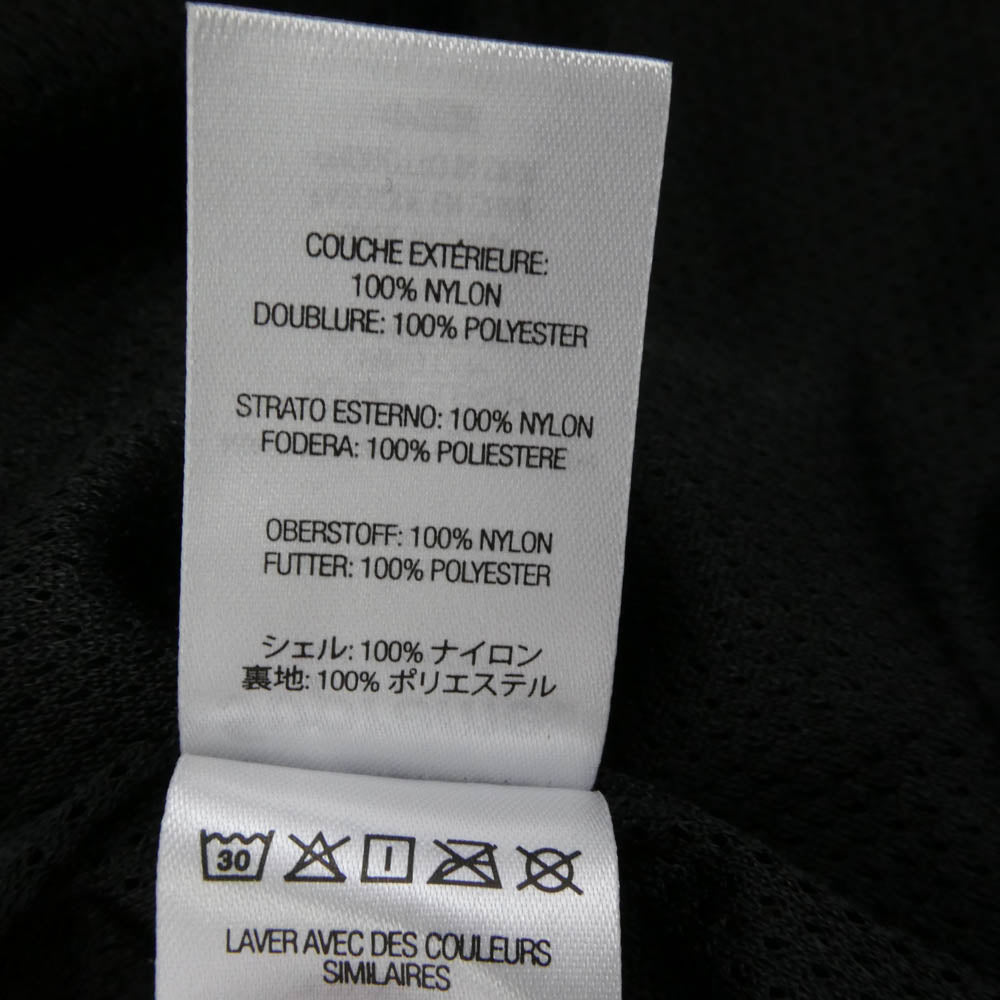 COUCHE EXTÉRIEURE:
100% NYLON
DOUBLURE: 100% POLYESTER
STRATO ESTERNO: 100% NYLON
FODERA: 100% POLIESTERE
OBERSTOFF: 100% NYLON
FUTTER: 100% POLYESTER
シェル: 100% ナイロン
裏地: 100% ポリエステル
30
LAVER AVEC DES COULEURS
SIMILAIRES